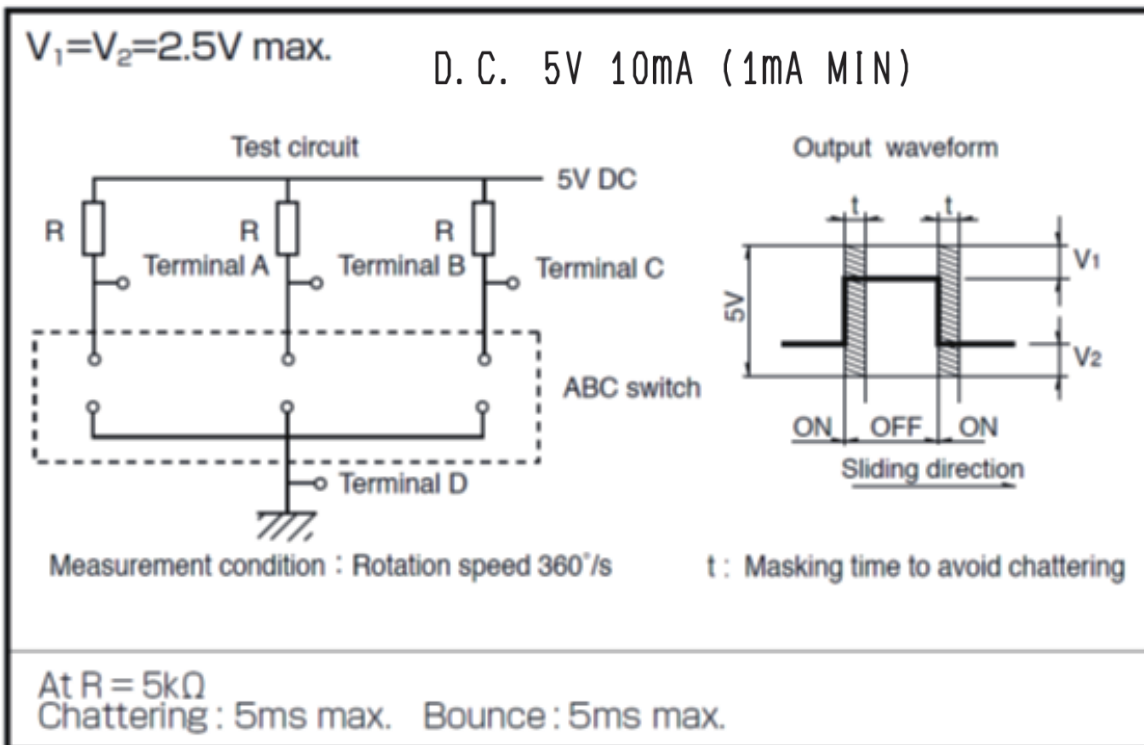 V₁=V₂=2.5V max.
D.C. 5V 10mA (1mA MIN)
Test circuit
5V DC
R
R
R
Terminal A
Terminal B
Terminal C
ABC switch
Terminal D
Measurement condition : Rotation speed 360°/s
Output waveform
t
t
V1
5V
V2
ON
OFF
ON
Sliding direction
t : Masking time to avoid chattering
At R = 5kΩ
Chattering : 5ms max. Bounce : 5ms max.